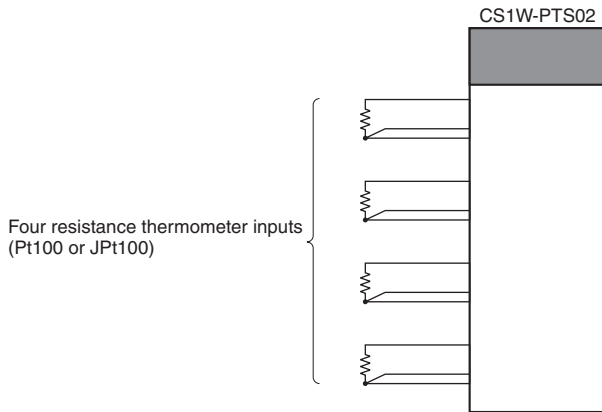 CS1W-PTS02
Four resistance thermometer inputs
(Pt100 or JPt100)